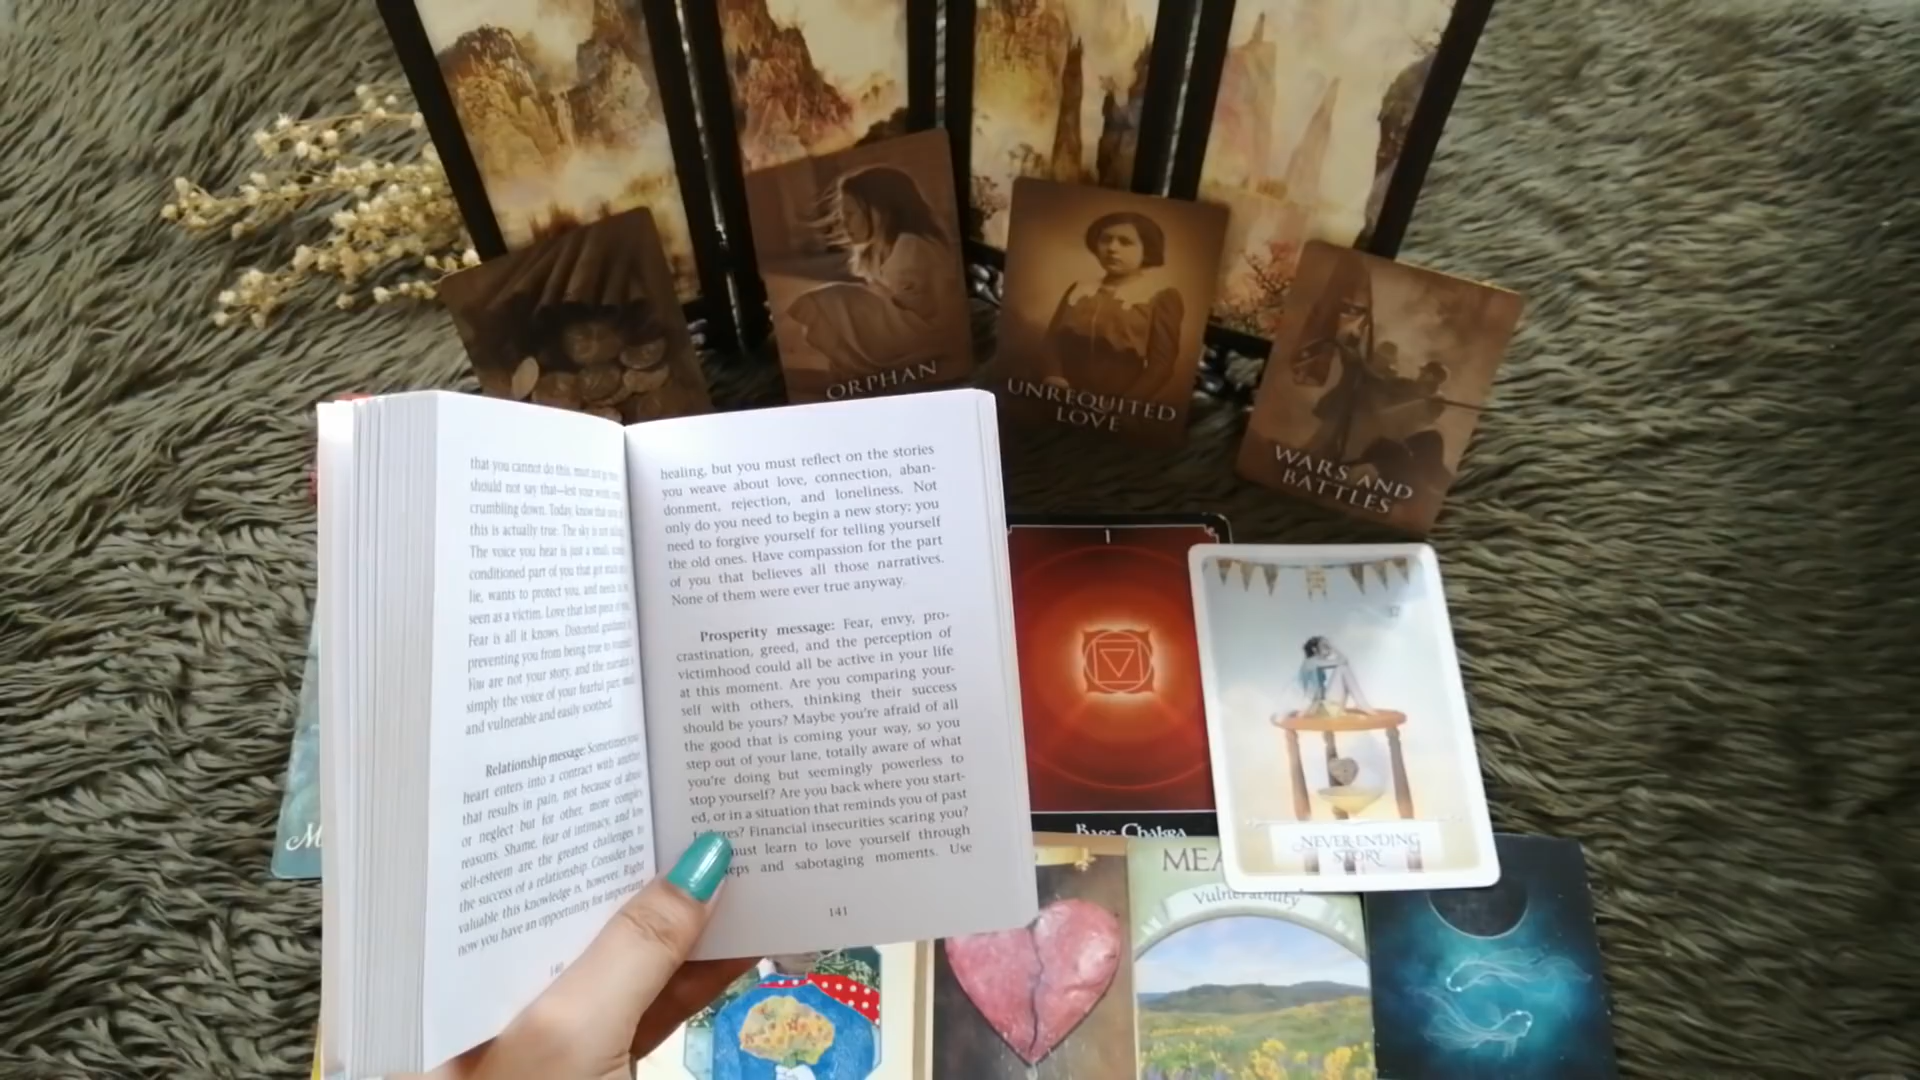 ORPHAN
UNREQUITED
LOVE
WARS AND
BATTLES
that you cannot do this, must not
should not say that—lest your
crumbling down. Today, know that
this is actually true. The sky is not
The voice you hear is just a small,
conditioned part of you that got
lie, wants to protect you, and needs
seen as a victim. Love that lost piece
Fear is all it knows. Distorted
preventing you from being true to
You are not your story, and the
simply the voice of your fearful part,
and vulnerable and easily soothed.
Relationship message: Sometimes
heart enters into a contract with another
that results in pain, not because of
or neglect but for other, more complex
reasons. Shame, fear of intimacy, and low
self-esteem are the greatest challenges to
the success of a relationship. Consider how
valuable this knowledge is, however. Right
now you have an opportunity for important
140
healing, but you must reflect on the stories
you weave about love, connection, aban-
donment, rejection, and loneliness. Not
only do you need to begin a new story; you
need to forgive yourself for telling yourself
the old ones. Have compassion for the part
of you that believes all those narratives.
None of them were ever true anyway.
Prosperity message: Fear, envy, pro-
crastination, greed, and the perception of
victimhood could all be active in your life
at this moment. Are you comparing your-
self with others, thinking their success
should be yours? Maybe you're afraid of all
the good that is coming your way, so you
step out of your lane, totally aware of what
you're doing but seemingly powerless to
stop yourself? Are you back where you start-
ed, or in a situation that reminds you of past
Financial insecurities scaring you?
must learn to love yourself through
and sabotaging moments. Use
141
1
Base Chakra
37
NEVER-ENDING
STORY
M
MEA
Vulnerability